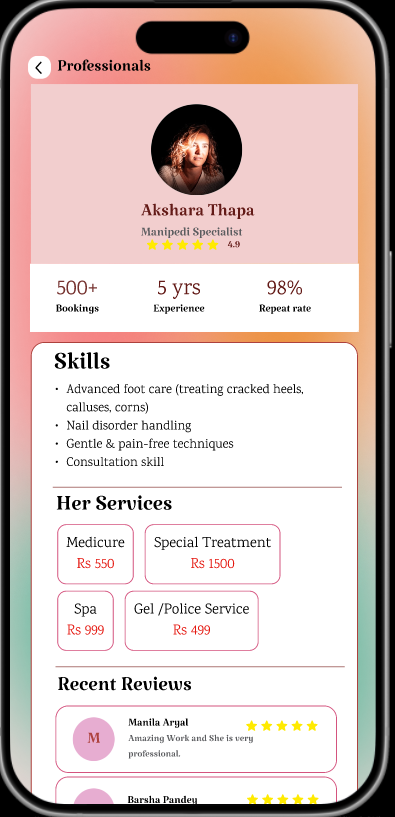 Professionals
Akshara Thapa
Manipedi Specialist
4.9
500+ 5 yrs 98%
Bookings Experience Repeat rate
Skills
• Advanced foot care (treating cracked heels,
calluses, corns)
• Nail disorder handling
• Gentle & pain-free techniques
• Consultation skill
Her Services
Medicure Special Treatment
Rs 550 Rs 1500
Spa Gel /Police Service
Rs 999 Rs 499
Recent Reviews
Manila Aryal
M
Amazing Work and She is very
professional.
Barsha Pandey